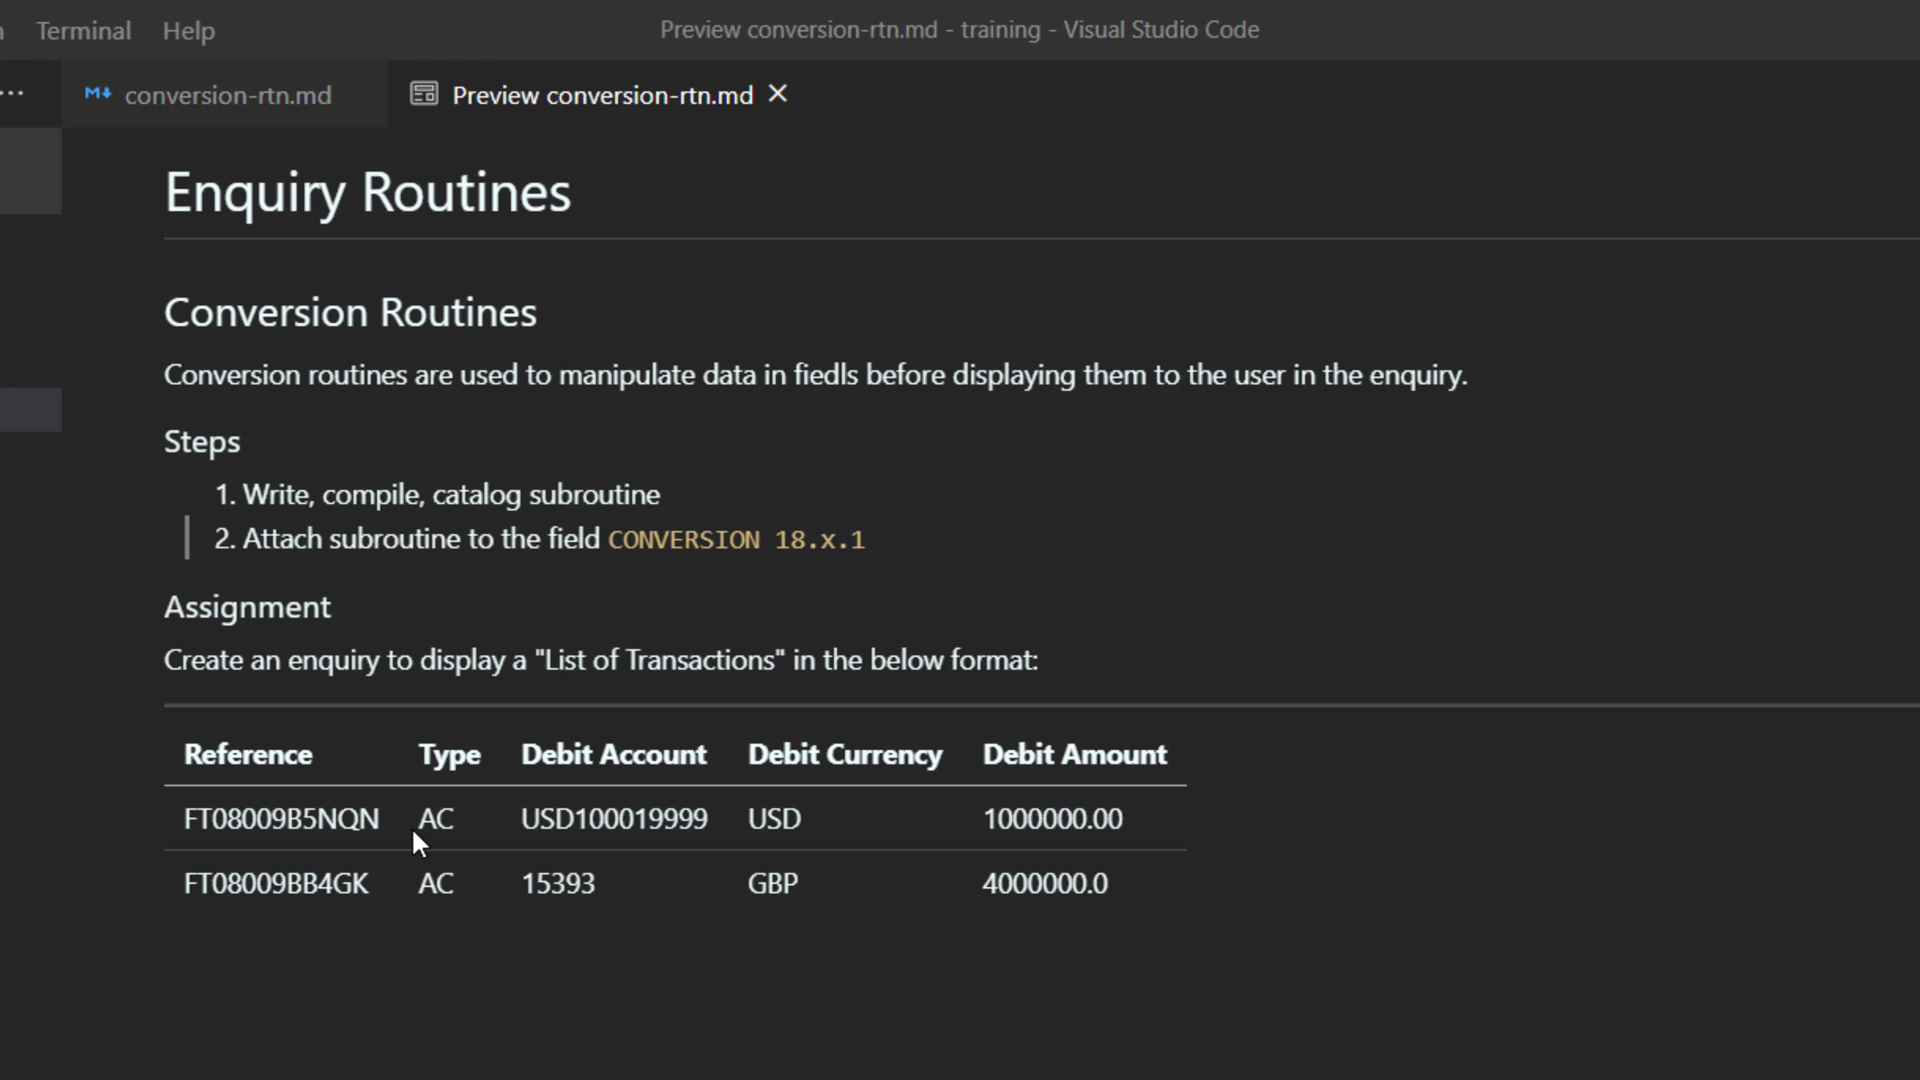 Terminal Help
Preview conversion-rtn.md - training - Visual Studio Code
conversion-rtn.md
Preview conversion-rtn.md
Enquiry Routines
Conversion Routines
Conversion routines are used to manipulate data in fiedls before displaying them to the user in the enquiry.
Steps
1. Write, compile, catalog subroutine
2. Attach subroutine to the field CONVERSION 18.x.1
Assignment
Create an enquiry to display a "List of Transactions" in the below format:
Reference Type Debit Account Debit Currency Debit Amount
FT08009B5NQN AC USD100019999 USD 1000000.00
FT08009BB4GK AC 15393 GBP 4000000.0